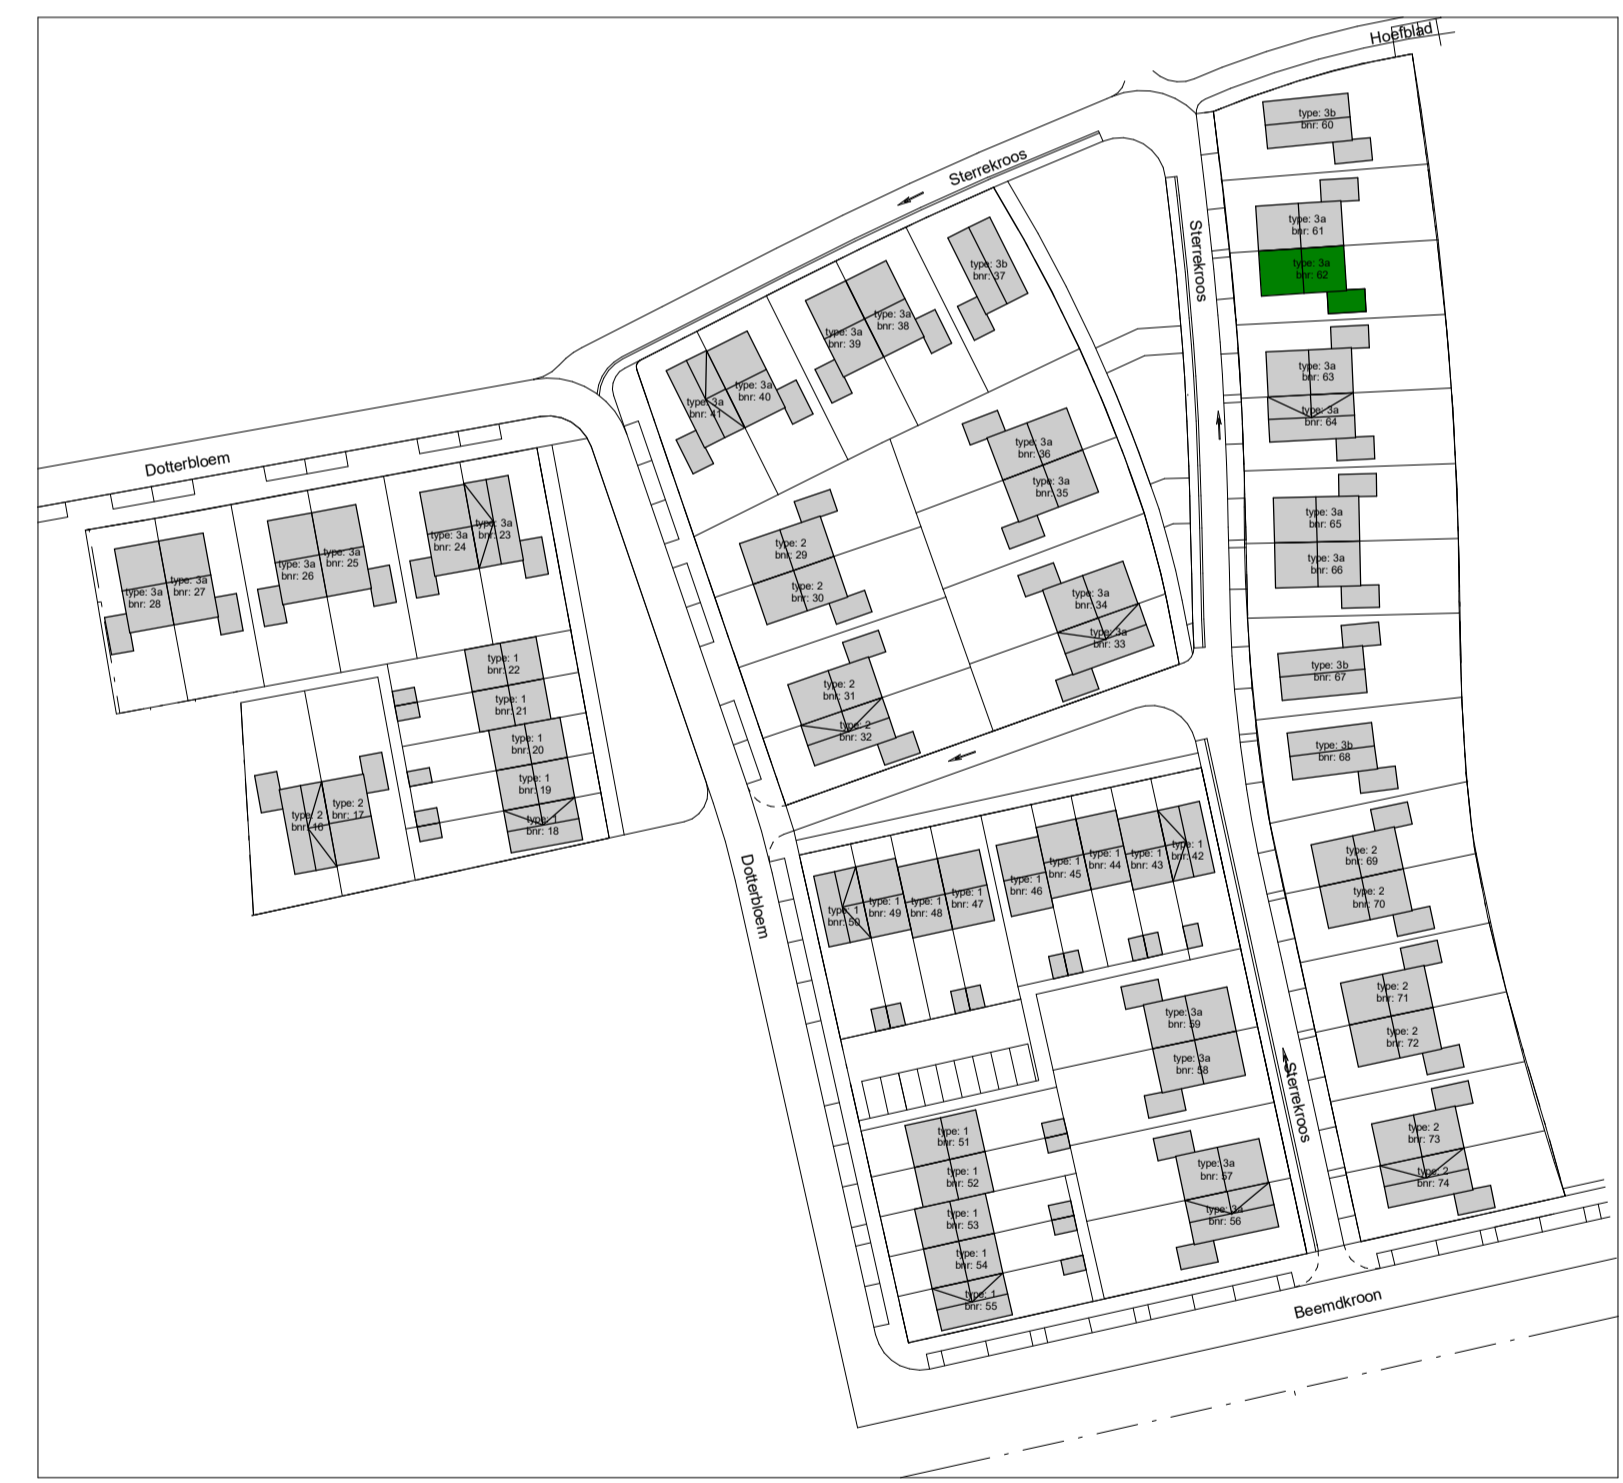 Hoefblad
type: 3b
bnr: 60
Sterrekroos
type: 3a
bnr: 61
Sterrekroos
type: 3a
bnr: 62
type: 3b
bnr: 37
type: 3a
bnr: 38
type: 3a
bnr: 39
type: 3a
bnr: 40
type: 3a
bnr: 41
type: 3a
bnr: 63
type: 3a
bnr: 64
type: 3a
bnr: 36
type: 3a
bnr: 35
Dotterbloem
type: 3a
bnr: 65
type: 3a
bnr: 66
type: 3a
bnr: 23
type: 3a
bnr: 24
type: 3a
bnr: 25
type: 3a
bnr: 26
type: 3a
bnr: 27
type: 3a
bnr: 28
type: 2
bnr: 29
type: 2
bnr: 30
type: 3a
bnr: 34
type: 3a
bnr: 33
type: 1
bnr: 22
type: 1
bnr: 21
type: 1
bnr: 20
type: 1
bnr: 19
type: 1
bnr: 18
type: 2
bnr: 31
type: 2
bnr: 32
type: 3b
bnr: 67
type: 3b
bnr: 68
type: 2
bnr: 17
type: 2
bnr: 16
Dotterbloem
type: 1
bnr: 42
type: 1
bnr: 43
type: 1
bnr: 44
type: 1
bnr: 45
type: 1
bnr: 46
type: 1
bnr: 47
type: 1
bnr: 48
type: 1
bnr: 49
type: 1
bnr: 50
type: 2
bnr: 69
type: 2
bnr: 70
type: 2
bnr: 71
type: 2
bnr: 72
type: 3a
bnr: 59
type: 3a
bnr: 58
Sterrekroos
type: 1
bnr: 51
type: 1
bnr: 52
type: 1
bnr: 53
type: 1
bnr: 54
type: 1
bnr: 55
type: 3a
bnr: 57
type: 3a
bnr: 56
type: 2
bnr: 73
type: 2
bnr: 74
Beemdkroon